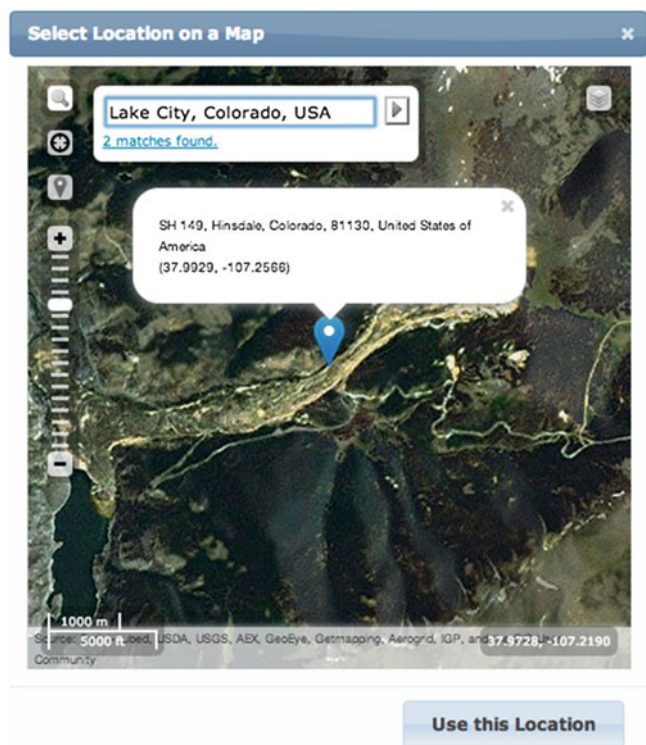 Select Location on a Map
Lake City, Colorado, USA
2 matches found.
SH 149, Hinsdale, Colorado, 81130, United States of
America
(37.9929, -107.2566)
1000 m
5000 ft
Source: ubed, USDA, USGS, AEX, GeoEye, Getmapping, Aerogrid, IGP, and
Community
37.9728, -107.2190
Use this Location